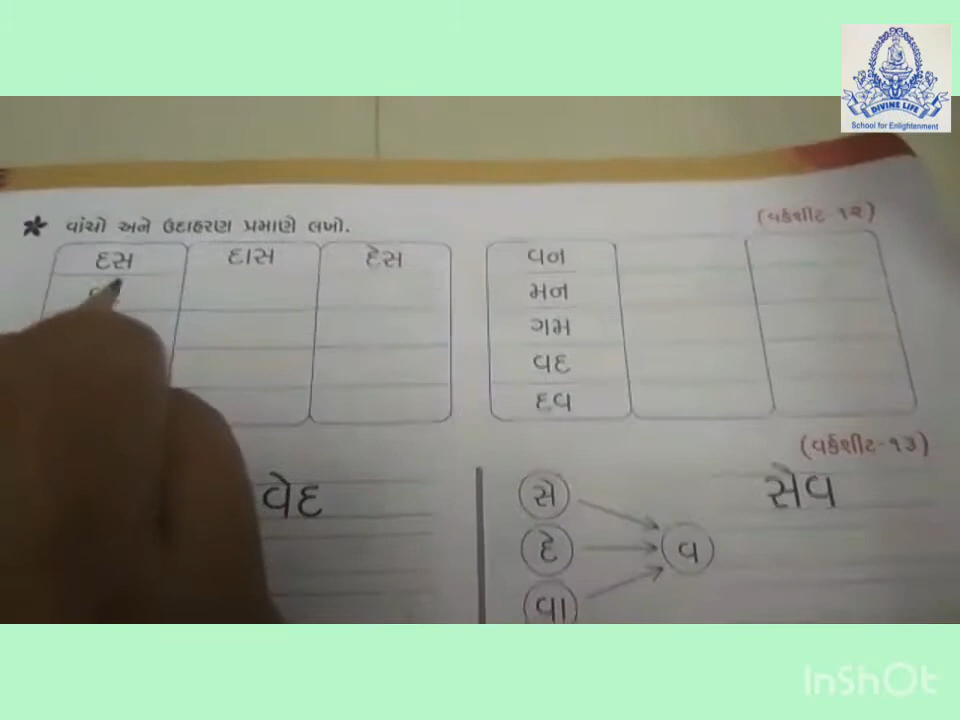 DIVINE LIFE
School for Enlightenment
(વર્કશીટ-૧૨)
* વાંચો અને ઉદાહરણ પ્રમાણે લખો.
દસ દાસ દેસ
વન
મન
ગમ
વદ
દવ
(વર્કશીટ-૧૩)
વેદ
સે
દે
વા
વ
સેવ
InShOt